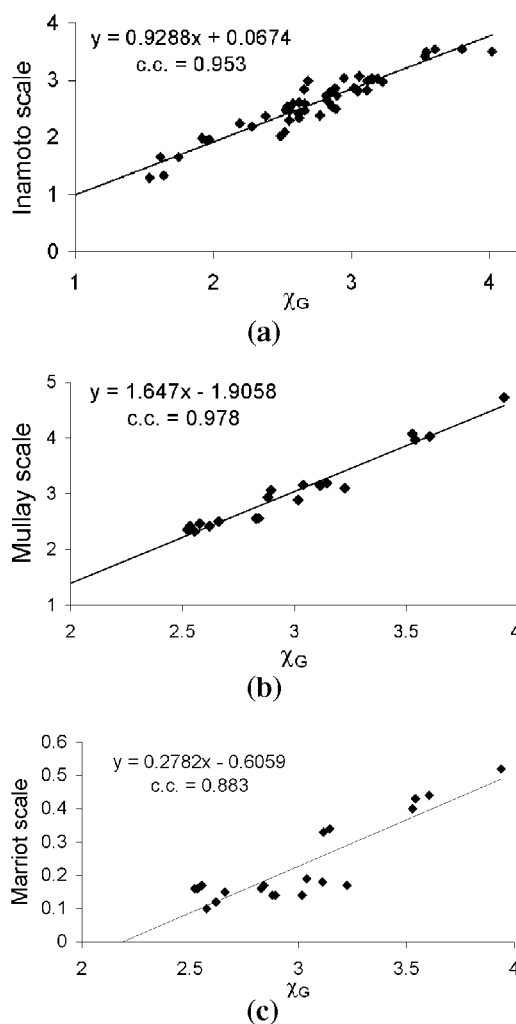 4
y = 0.9288x + 0.0674
c.c. = 0.953
3
2
1
0
Inamoto scale
1 2 3 4
χG
(a)
5
y = 1.647x - 1.9058
c.c. = 0.978
4
3
2
1
Mullay scale
2 2.5 3 3.5 4
χG
(b)
0.6
y = 0.2782x - 0.6059
c.c. = 0.883
0.5
0.4
0.3
0.2
0.1
0
Marriot scale
2 2.5 3 3.5 4
χG
(c)